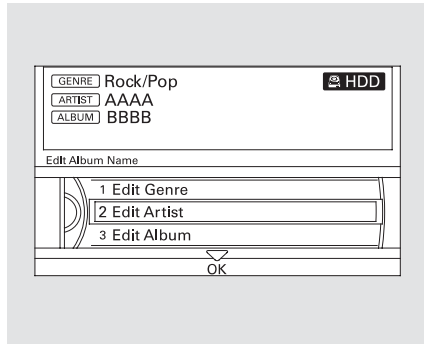 GENRE Rock/Pop HDD
ARTIST AAAA
ALBUM BBBB
Edit Album Name
1 Edit Genre
2 Edit Artist
3 Edit Album
OK